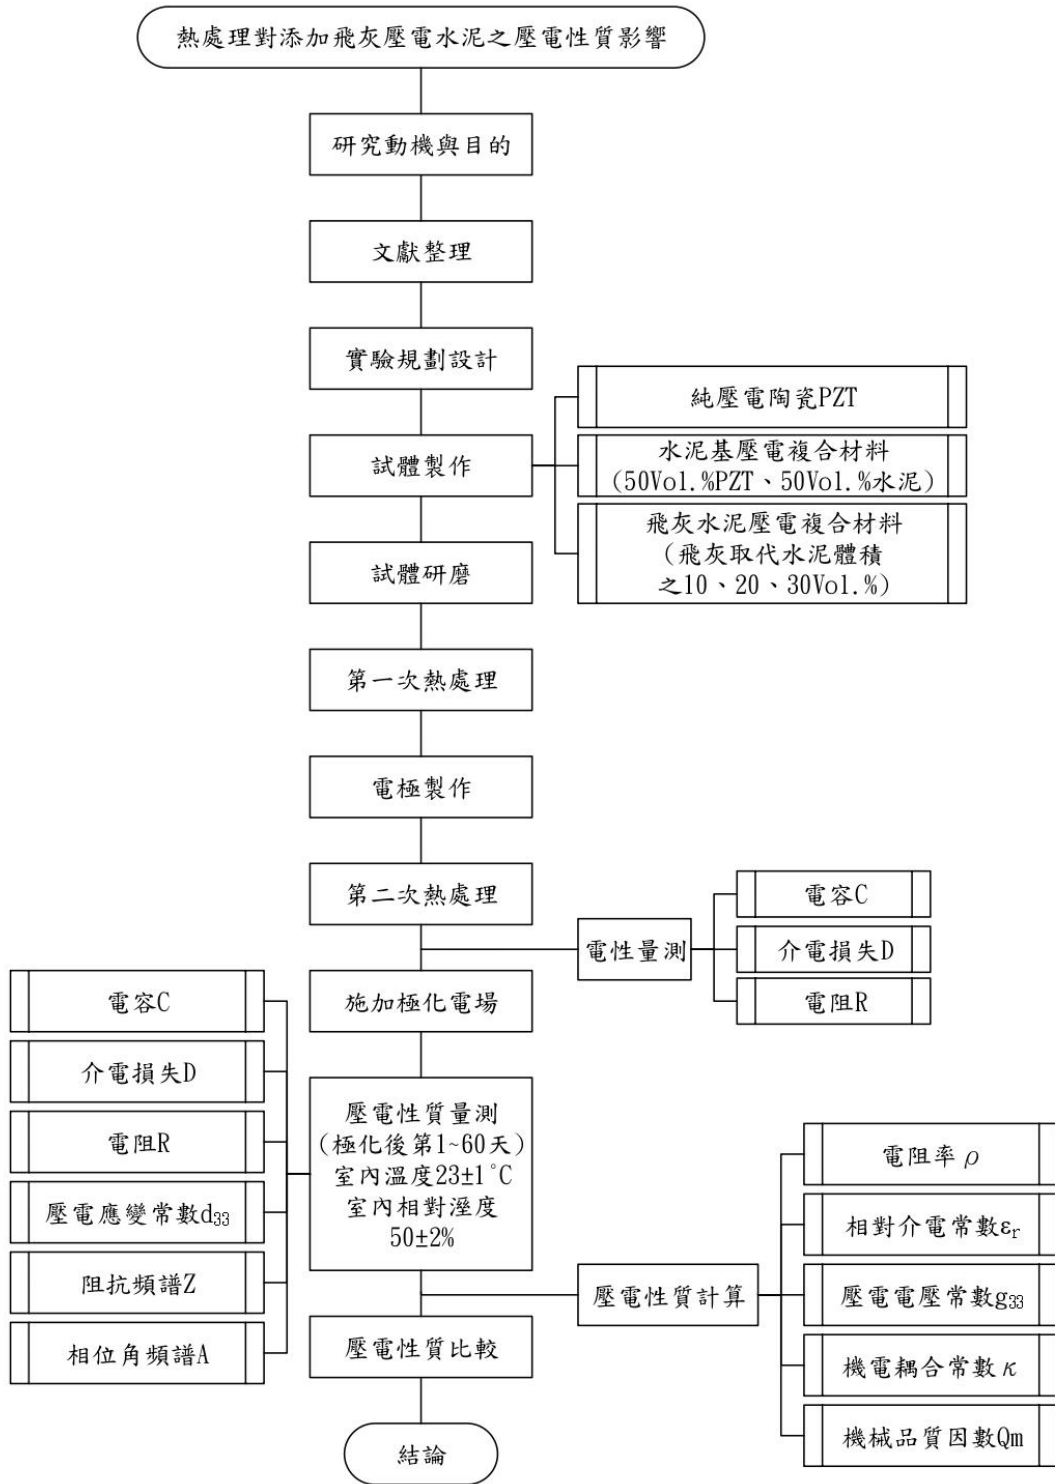 熱處理對添加飛灰壓電水泥之壓電性質影響
研究動機與目的
文獻整理
實驗規劃設計
試體製作
純壓電陶瓷PZT
水泥基壓電複合材料
(50Vol.%PZT、50Vol.%水泥)
飛灰水泥壓電複合材料
(飛灰取代水泥體積
之10、20、30Vol.%)
試體研磨
第一次熱處理
電極製作
第二次熱處理
電性量測
電容C
介電損失D
電阻R
施加極化電場
壓電性質量測
(極化後第1~60天)
室內溫度23±1°C
室內相對溼度
50±2%
電容C
介電損失D
電阻R
壓電應變常數d₃₃
阻抗頻譜Z
相位角頻譜A
壓電性質計算
電阻率ρ
相對介電常數εᵣ
壓電電壓常數g₃₃
機電耦合常數κ
機械品質因數Qm
壓電性質比較
結論